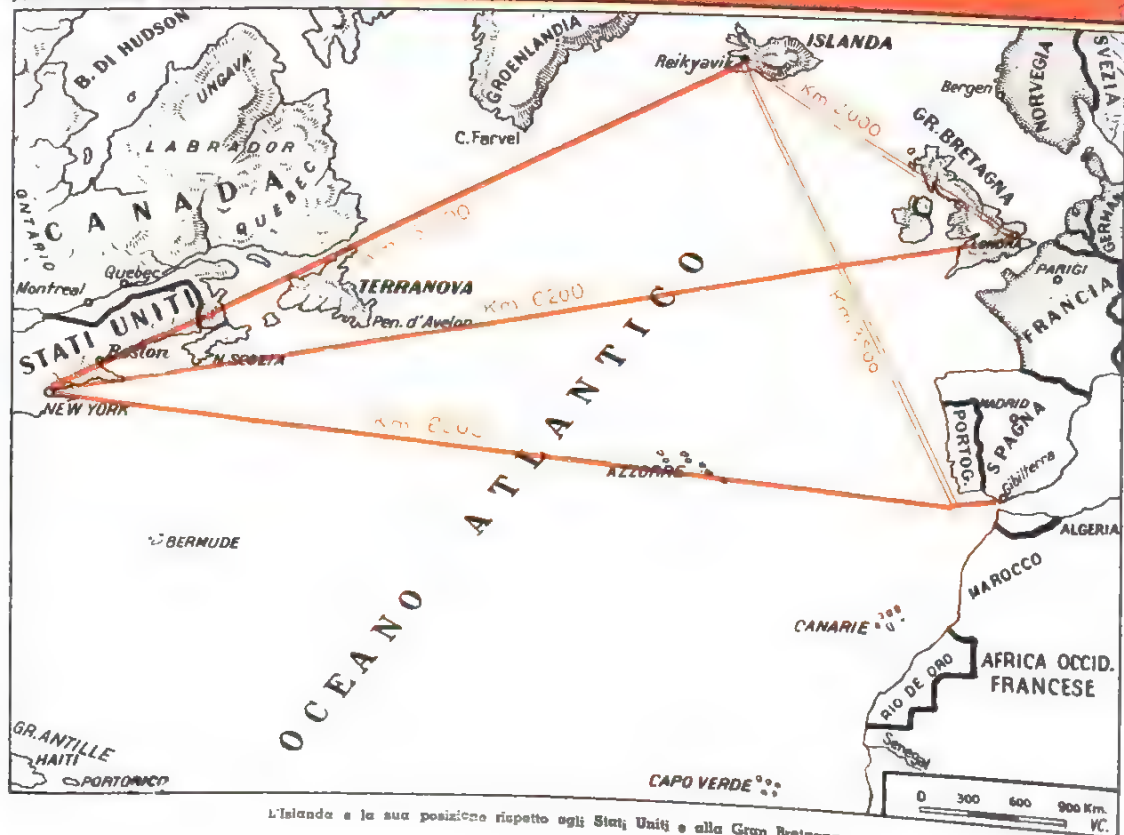 B. DI HUDSON
UNGAVA
LABRADOR
CANADA
QUEBEC
ONTARIO
GROENLANDIA
C. Farvel
ISLANDA
Reikyavik
Bergen
NORVEGIA
SVEZIA
GR. BRETAGNA
LONDRA
PARIGI
FRANCIA
Montreal
Quebec
STATI UNITI
Boston
NEW YORK
TERRANOVA
Pen. d'Avelon
Km 6200
Km
OCEANO ATLANTICO
AZZORRE
MADRID
PORTOG.
SPAGNA
Gibilterra
ALGERIA
MAROCCO
BERMUDE
CANARIE
RIO DE ORO
AFRICA OCCID.
FRANCESE
Senegal
GR. ANTILLE
HAITI
PORTORICO
CAPO VERDE
0 300 600 900 Km.
VC.
L'Islanda e la sua posizione rispetto agli Stati Uniti e alla Gran